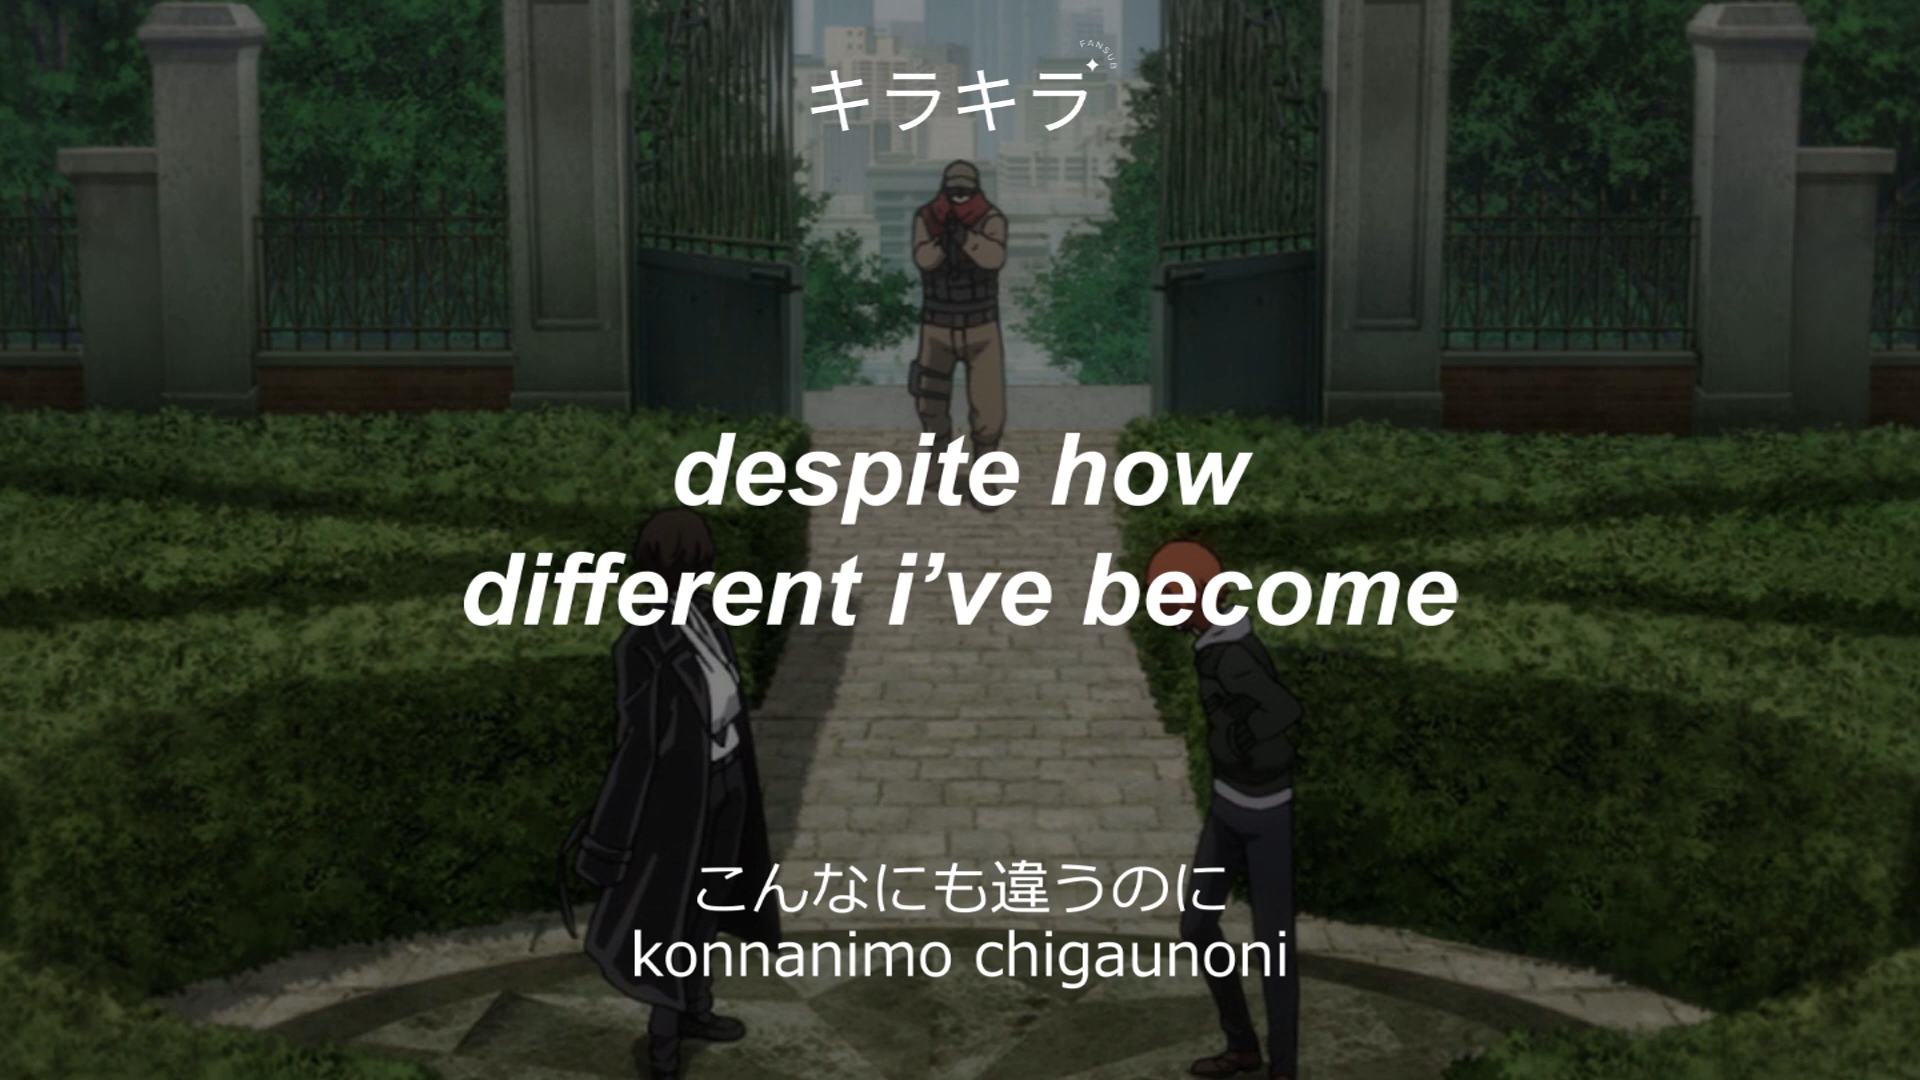 FANSUB
キラキラ
despite how
different i’ve become
こんなにも違うのに
konnanimo chigaunoni